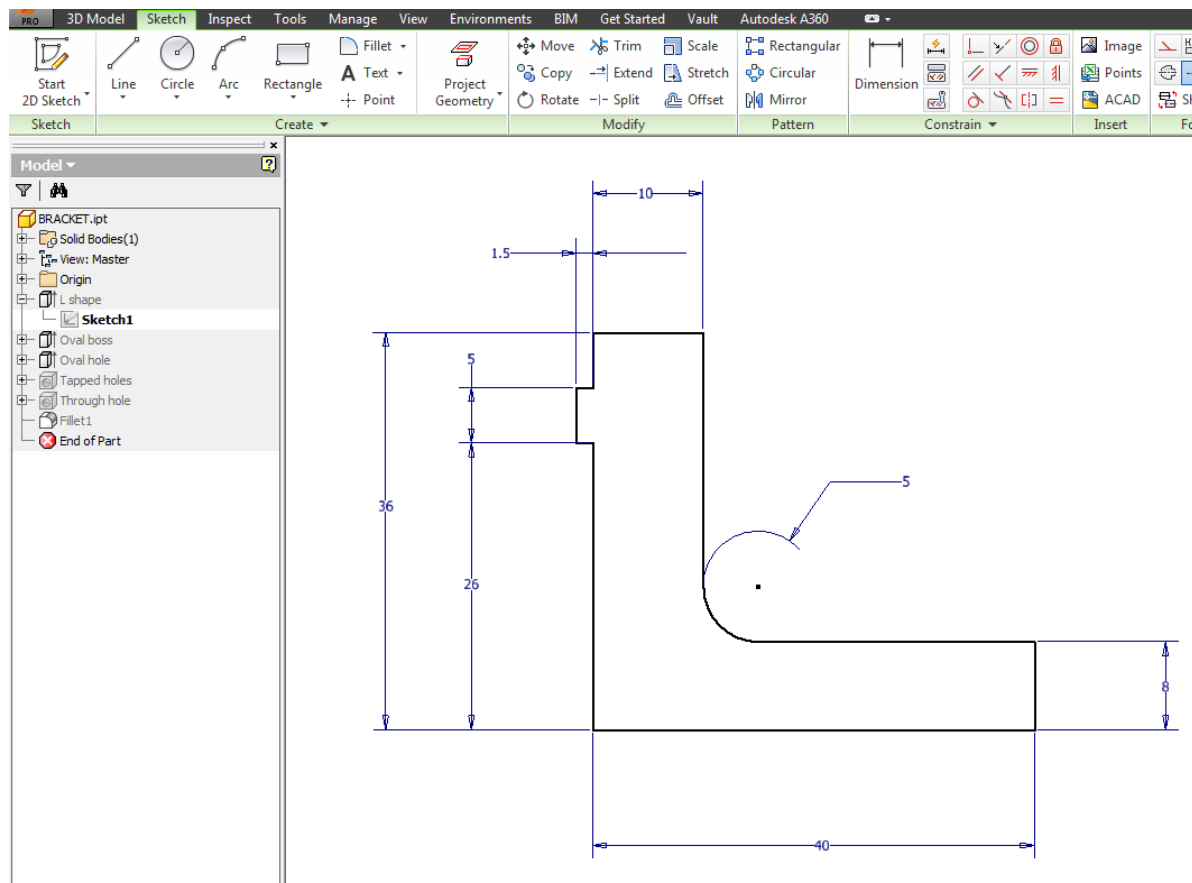 PRO 3D Model Sketch Inspect Tools Manage View Environments BIM Get Started Vault Autodesk A360
Start 2D Sketch
Line
Circle
Arc
Rectangle
Fillet
Text
Point
Project Geometry
Move
Copy
Rotate
Trim
Extend
Split
Scale
Stretch
Offset
Rectangular
Circular
Mirror
Dimension
Image
Points
ACAD
Sketch Create Modify Pattern Constrain Insert
Model
BRACKET.ipt
Solid Bodies(1)
View: Master
Origin
L shape
Sketch1
Oval boss
Oval hole
Tapped holes
Through hole
Fillet1
End of Part
10
1.5
5
5
36
26
8
40